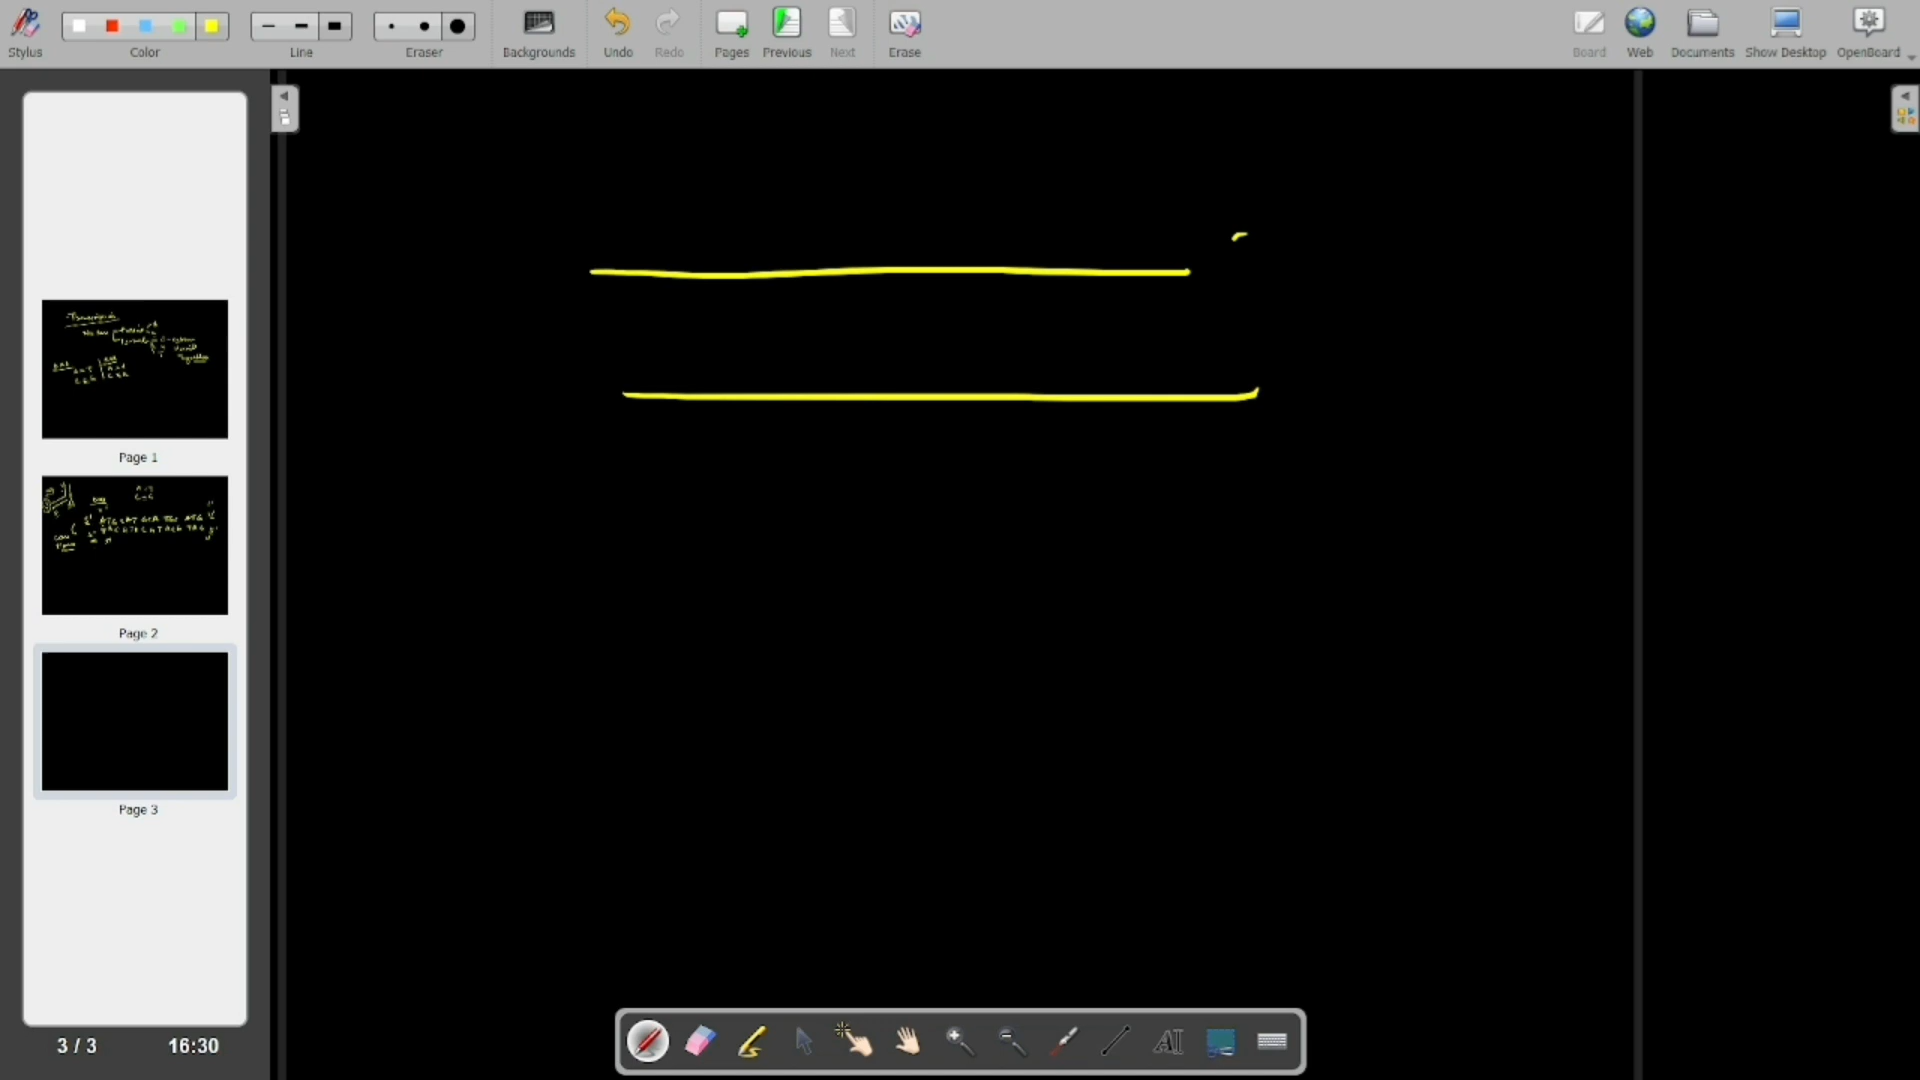 Stylus
Color
Line
Eraser
Backgrounds
Undo
Redo
Pages
Previous
Next
Erase
Board
Web
Documents
Show Desktop
OpenBoard
Page 1
Page 2
Page 3
3 / 3
16:30
AI